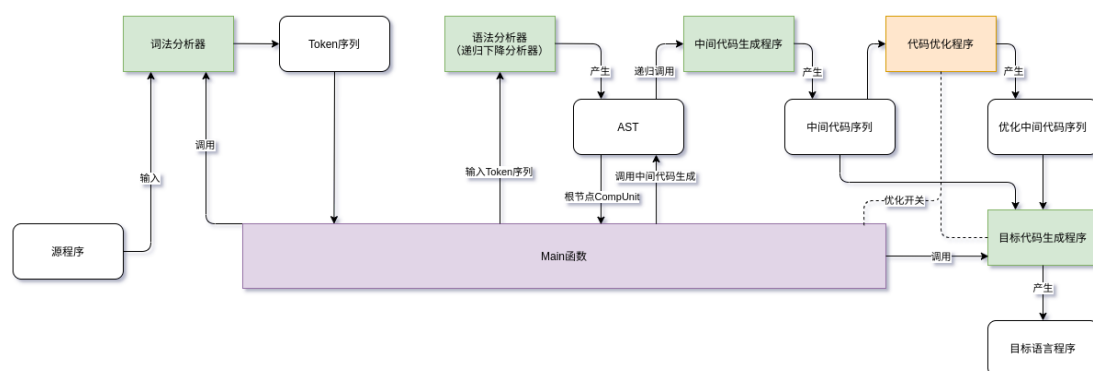 词法分析器
Token序列
语法分析器
（递归下降分析器）
中间代码生成程序
代码优化程序
产生
递归调用
产生
产生
AST
中间代码序列
优化中间代码序列
调用
输入
输入Token序列
调用中间代码生成
根节点CompUnit
优化开关
源程序
Main函数
调用
目标代码生成程序
产生
目标语言程序